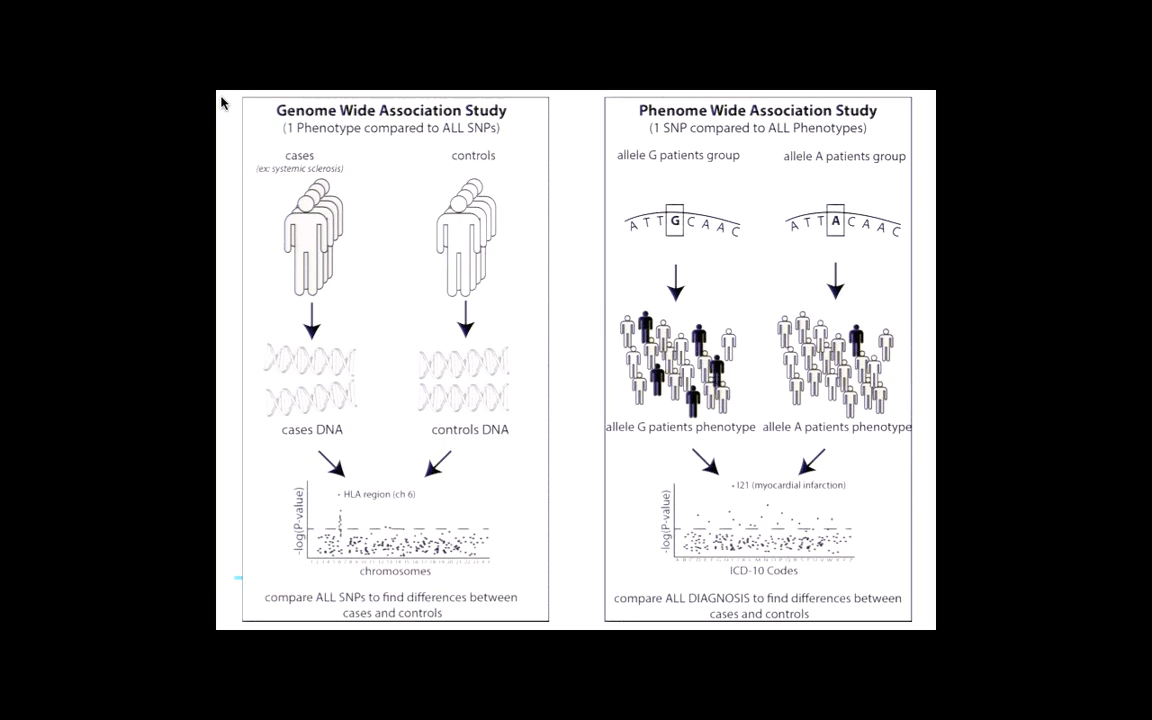 Genome Wide Association Study
(1 Phenotype compared to ALL SNPs)
cases
(ex: systemic sclerosis)
controls
cases DNA
controls DNA
-log(P-value)
HLA region (ch 6)
chromosomes
compare ALL SNPs to find differences between
cases and controls
Phenome Wide Association Study
(1 SNP compared to ALL Phenotypes)
allele G patients group
allele A patients group
A T T G C A A C
A T T A C A A C
allele G patients phenotype
allele A patients phenotype
-log(P-value)
I21 (myocardial infarction)
ICD-10 Codes
compare ALL DIAGNOSIS to find differences between
cases and controls